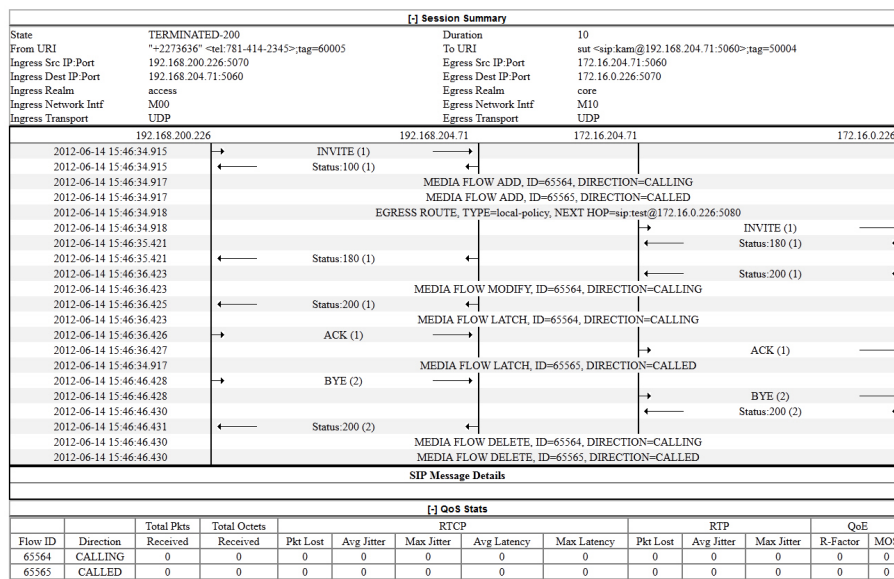 [-] Session Summary
State TERMINATED-200 Duration 10
From URI "+2273636" <tel:781-414-2345>;tag=60005 To URI sut <sip:kam@192.168.204.71:5060>;tag=50004
Ingress Src IP:Port 192.168.200.226:5070 Egress Src IP:Port 172.16.204.71:5060
Ingress Dest IP:Port 192.168.204.71:5060 Egress Dest IP:Port 172.16.0.226:5070
Ingress Realm access Egress Realm core
Ingress Network Intf M00 Egress Network Intf M10
Ingress Transport UDP Egress Transport UDP
192.168.200.226 192.168.204.71 172.16.204.71 172.16.0.226
2012-06-14 15:46:34.915 INVITE (1)
2012-06-14 15:46:34.915 Status:100 (1)
2012-06-14 15:46:34.917 MEDIA FLOW ADD, ID=65564, DIRECTION=CALLING
2012-06-14 15:46:34.917 MEDIA FLOW ADD, ID=65565, DIRECTION=CALLED
2012-06-14 15:46:34.918 EGRESS ROUTE, TYPE=local-policy, NEXT HOP=sip:test@172.16.0.226:5080
2012-06-14 15:46:34.918 INVITE (1)
2012-06-14 15:46:35.421 Status:180 (1)
2012-06-14 15:46:35.421 Status:180 (1)
2012-06-14 15:46:36.423 Status:200 (1)
2012-06-14 15:46:36.423 MEDIA FLOW MODIFY, ID=65564, DIRECTION=CALLING
2012-06-14 15:46:36.425 Status:200 (1)
2012-06-14 15:46:36.423 MEDIA FLOW LATCH, ID=65564, DIRECTION=CALLING
2012-06-14 15:46:36.426 ACK (1)
2012-06-14 15:46:36.427 ACK (1)
2012-06-14 15:46:34.917 MEDIA FLOW LATCH, ID=65565, DIRECTION=CALLED
2012-06-14 15:46:46.428 BYE (2)
2012-06-14 15:46:46.428 BYE (2)
2012-06-14 15:46:46.430 Status:200 (2)
2012-06-14 15:46:46.431 Status:200 (2)
2012-06-14 15:46:46.430 MEDIA FLOW DELETE, ID=65564, DIRECTION=CALLING
2012-06-14 15:46:46.430 MEDIA FLOW DELETE, ID=65565, DIRECTION=CALLED
SIP Message Details
[-] QoS Stats
Total Pkts Total Octets RTCP RTP QoE
Flow ID Direction Received Received Pkt Lost Avg Jitter Max Jitter Avg Latency Max Latency Pkt Lost Avg Jitter Max Jitter R-Factor MOS
65564 CALLING 0 0 0 0 0 0 0 0 0 0 0 0
65565 CALLED 0 0 0 0 0 0 0 0 0 0 0 0